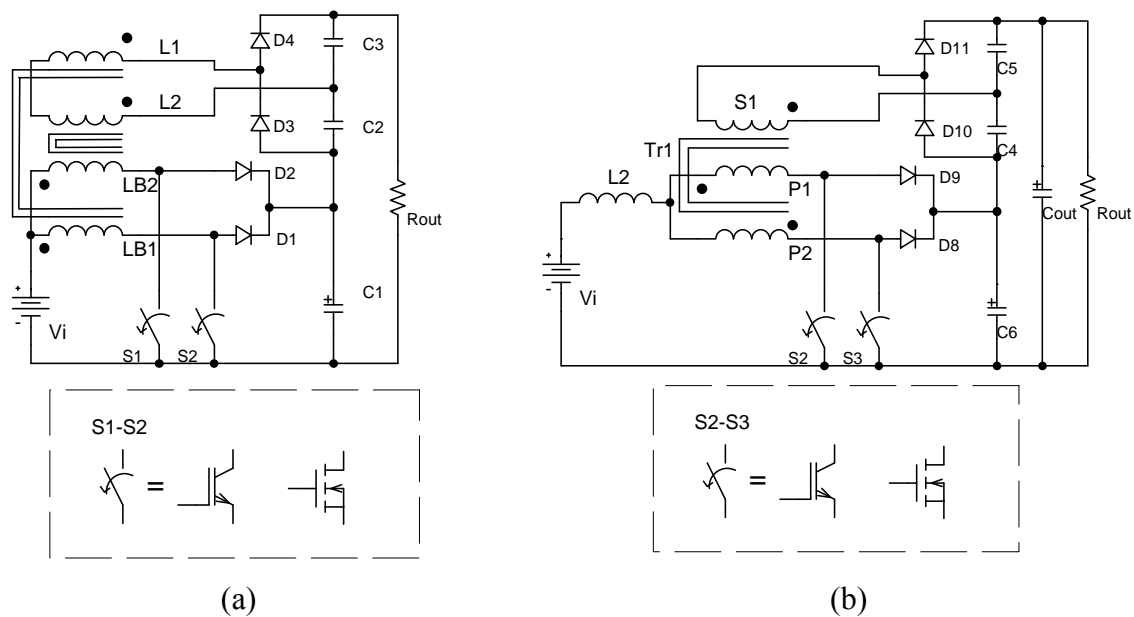 L1
D4
C3
L2
D3
C2
LB2
D2
Rout
LB1
D1
+
-
Vi
+
C1
S1
S2
S1-S2
=
(a)
D11
C5
S1
D10
C4
Tr1
L2
P1
D9
+
Cout
Rout
P2
D8
+
-
Vi
+
C6
S2
S3
S2-S3
=
(b)